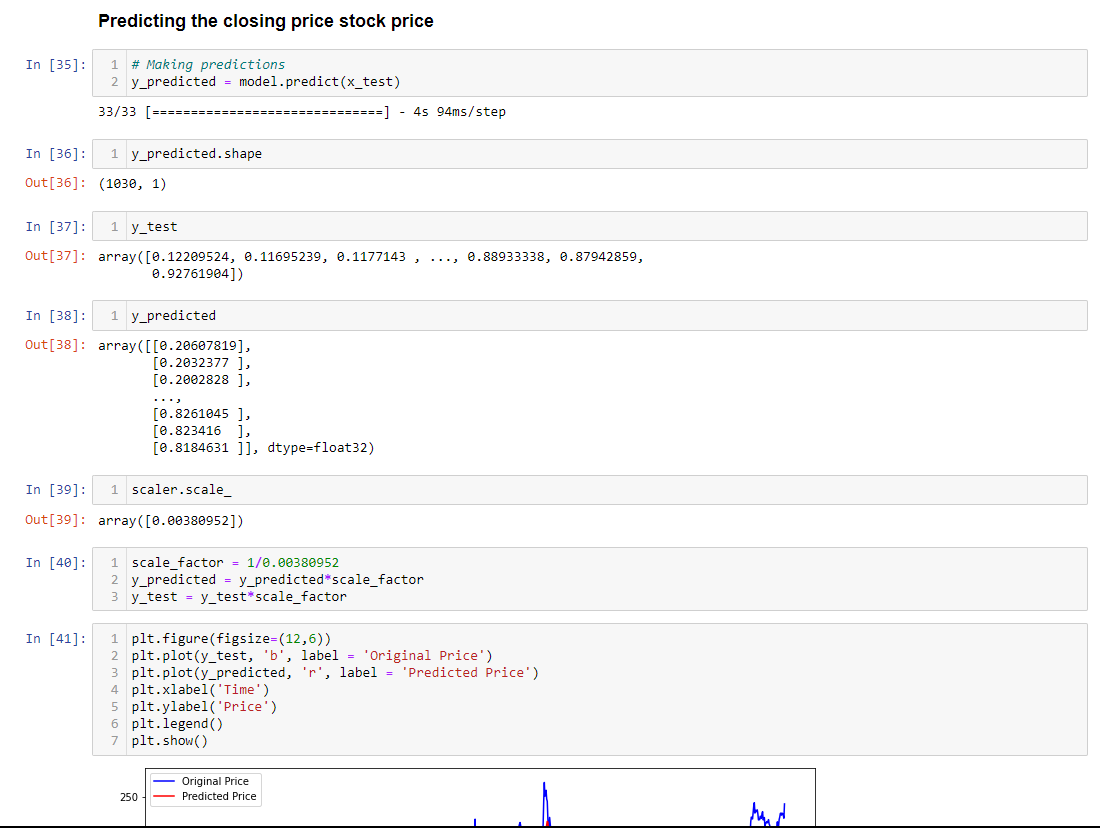 Predicting the closing price stock price
In [35]:
1 # Making predictions
2 y_predicted = model.predict(x_test)
33/33 [==============================] - 4s 94ms/step
In [36]:
1 y_predicted.shape
Out[36]: (1030, 1)
In [37]:
1 y_test
Out[37]: array([0.12209524, 0.11695239, 0.1177143 , ..., 0.88933338, 0.87942859,
0.92761904])
In [38]:
1 y_predicted
Out[38]: array([[0.20607819],
[0.2032377 ],
[0.2002828 ],
...,
[0.8261045 ],
[0.823416  ],
[0.8184631 ]], dtype=float32)
In [39]:
1 scaler.scale_
Out[39]: array([0.00380952])
In [40]:
1 scale_factor = 1/0.00380952
2 y_predicted = y_predicted*scale_factor
3 y_test = y_test*scale_factor
In [41]:
1 plt.figure(figsize=(12,6))
2 plt.plot(y_test, 'b', label = 'Original Price')
3 plt.plot(y_predicted, 'r', label = 'Predicted Price')
4 plt.xlabel('Time')
5 plt.ylabel('Price')
6 plt.legend()
7 plt.show()
Original Price
Predicted Price
250